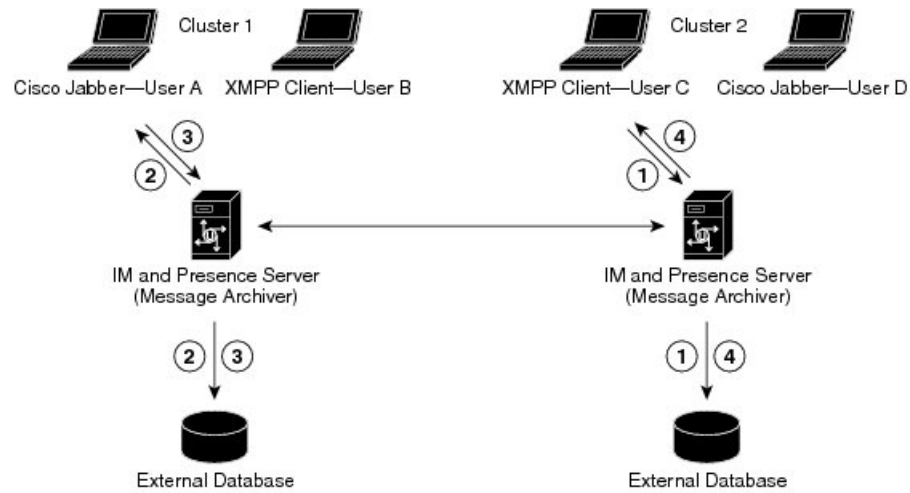 Cluster 1
Cluster 2
Cisco Jabber—User A
XMPP Client—User B
XMPP Client—User C
Cisco Jabber—User D
3
2
4
1
IM and Presence Server
(Message Archiver)
IM and Presence Server
(Message Archiver)
2 3
1 4
External Database
External Database